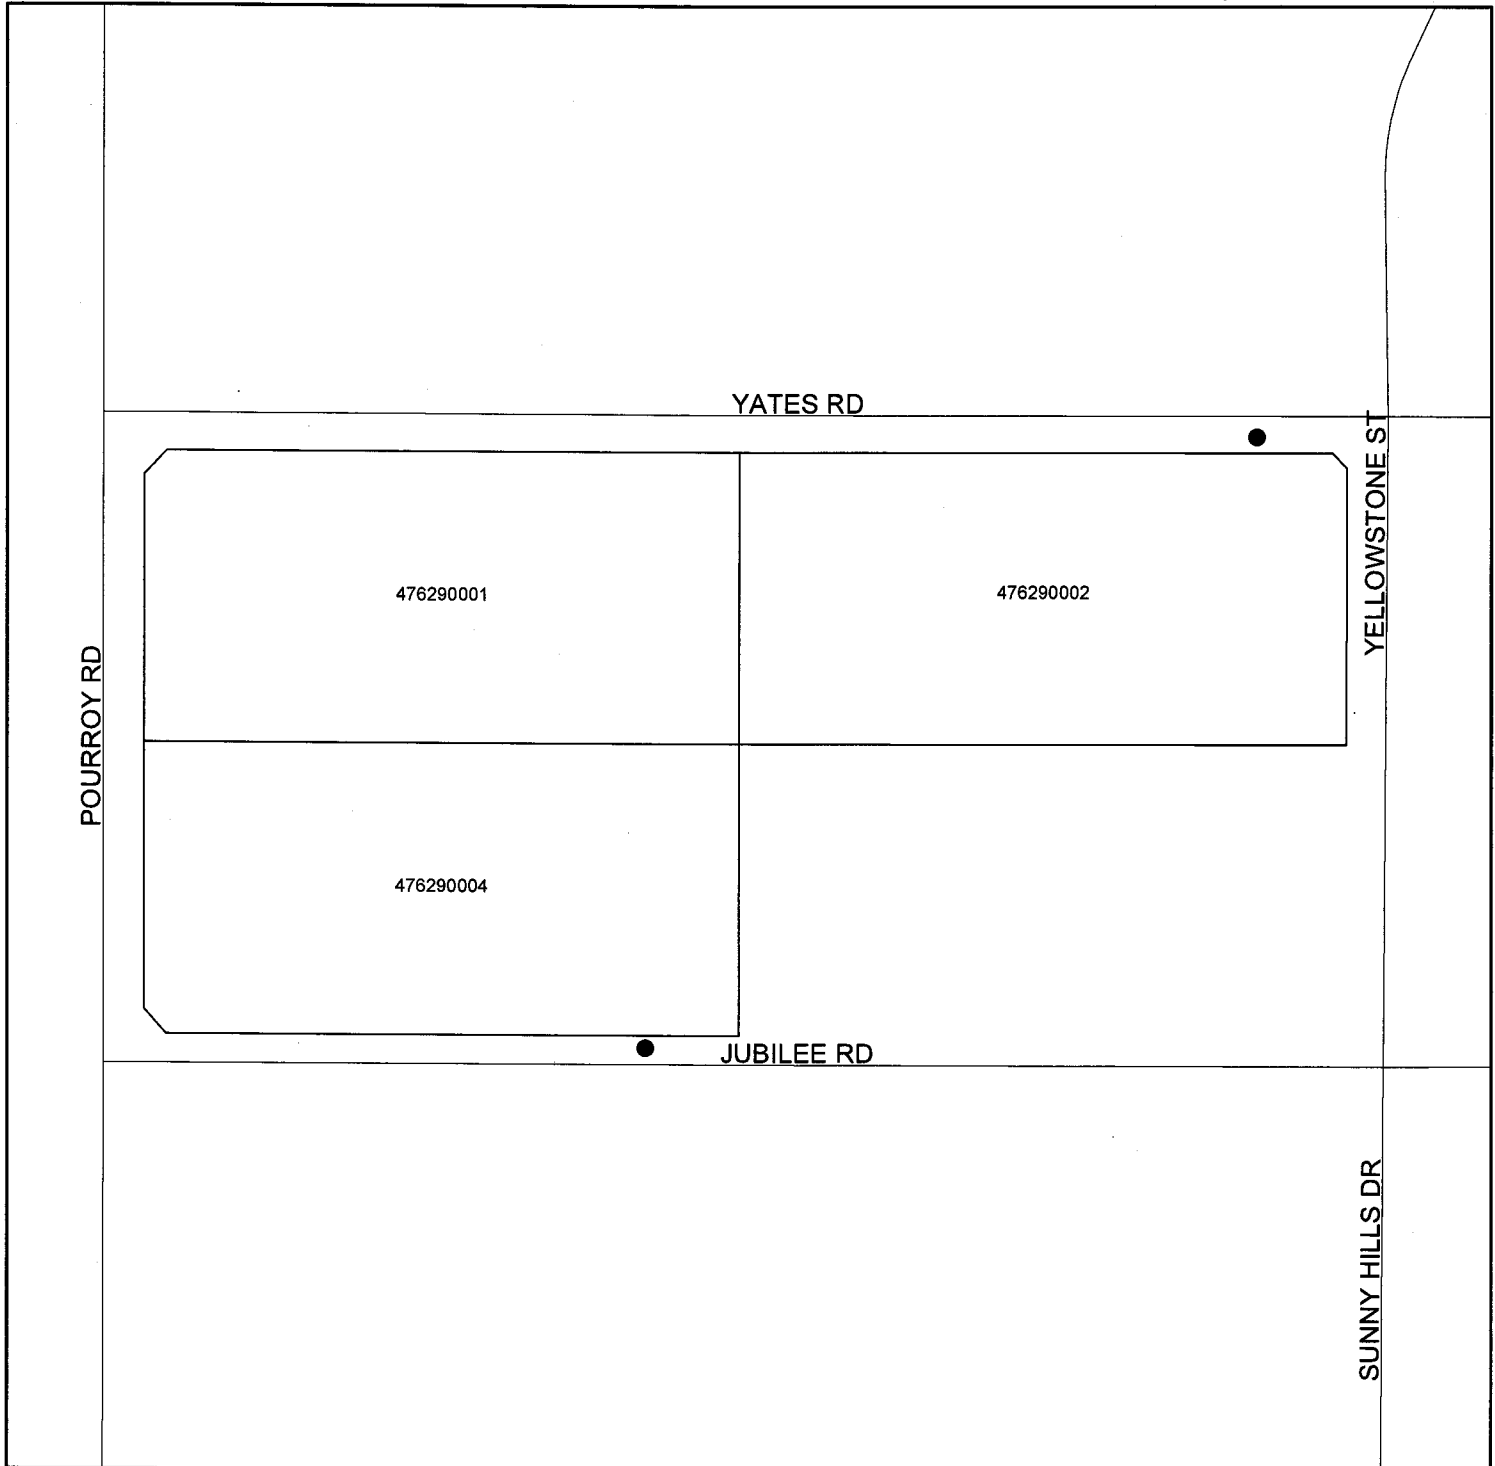 YATES RD
YELLOWSTONE ST
476290001
476290002
POURROY RD
476290004
JUBILEE RD
SUNNY HILLS DR